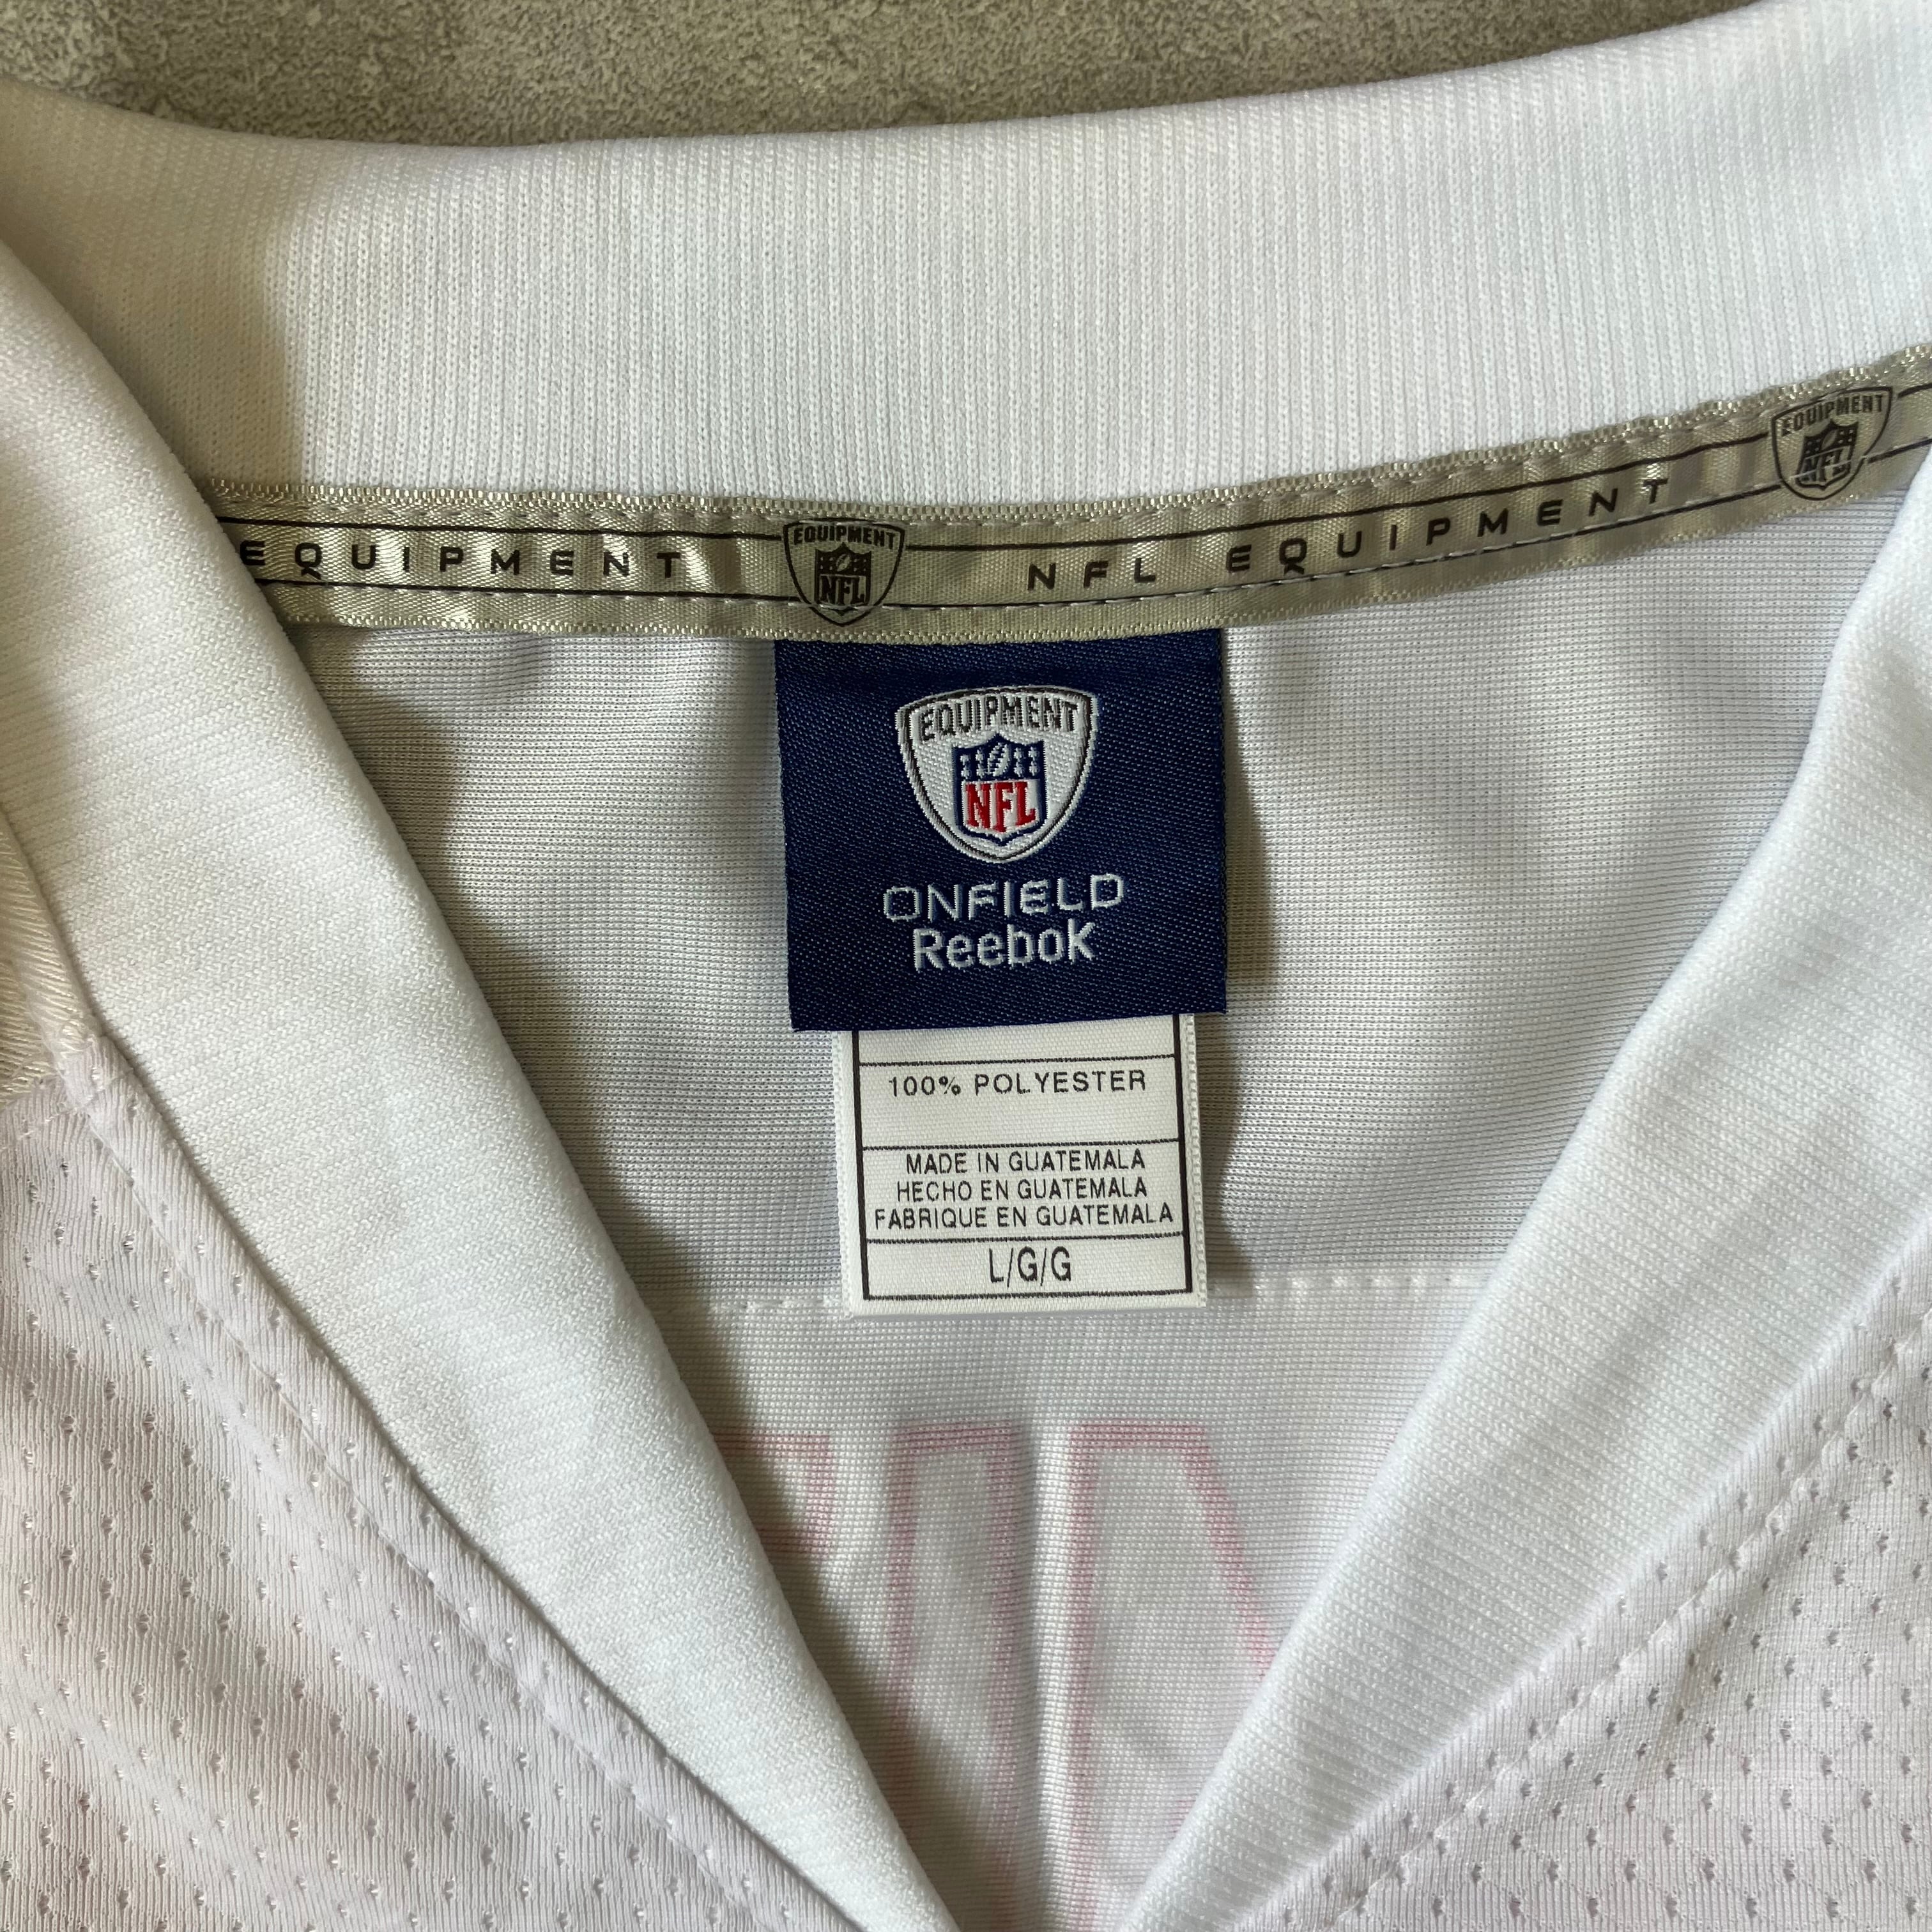 EQUIPMENT EQUIPMENT NFL NFL EQUIPMENT EQUIPMENT NFL
EQUIPMENT
NFL
ONFIELD
Reebok
100% POLYESTER
MADE IN GUATEMALA
HECHO EN GUATEMALA
FABRIQUE EN GUATEMALA
L/G/G